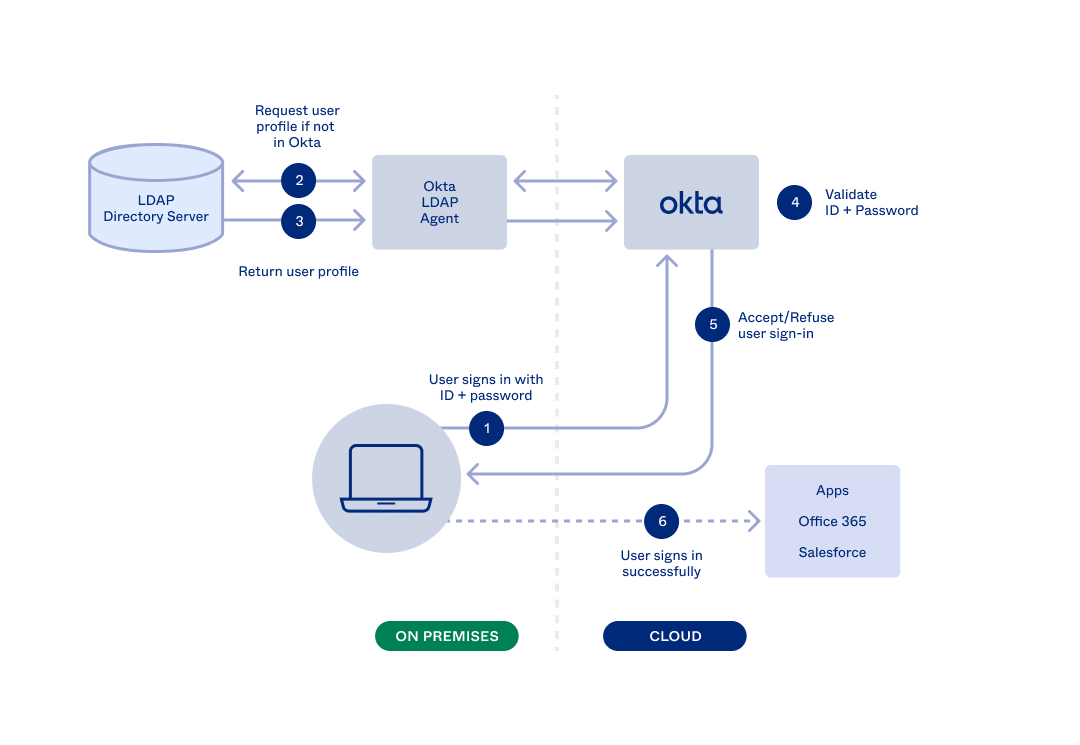 Request user
profile if not
in Okta
2
LDAP
Directory Server
3
Return user profile
Okta
LDAP
Agent
okta
4
Validate
ID + Password
5
Accept/Refuse
user sign-in
User signs in with
ID + password
1
6
User signs in
successfully
Apps
Office 365
Salesforce
ON PREMISES
CLOUD